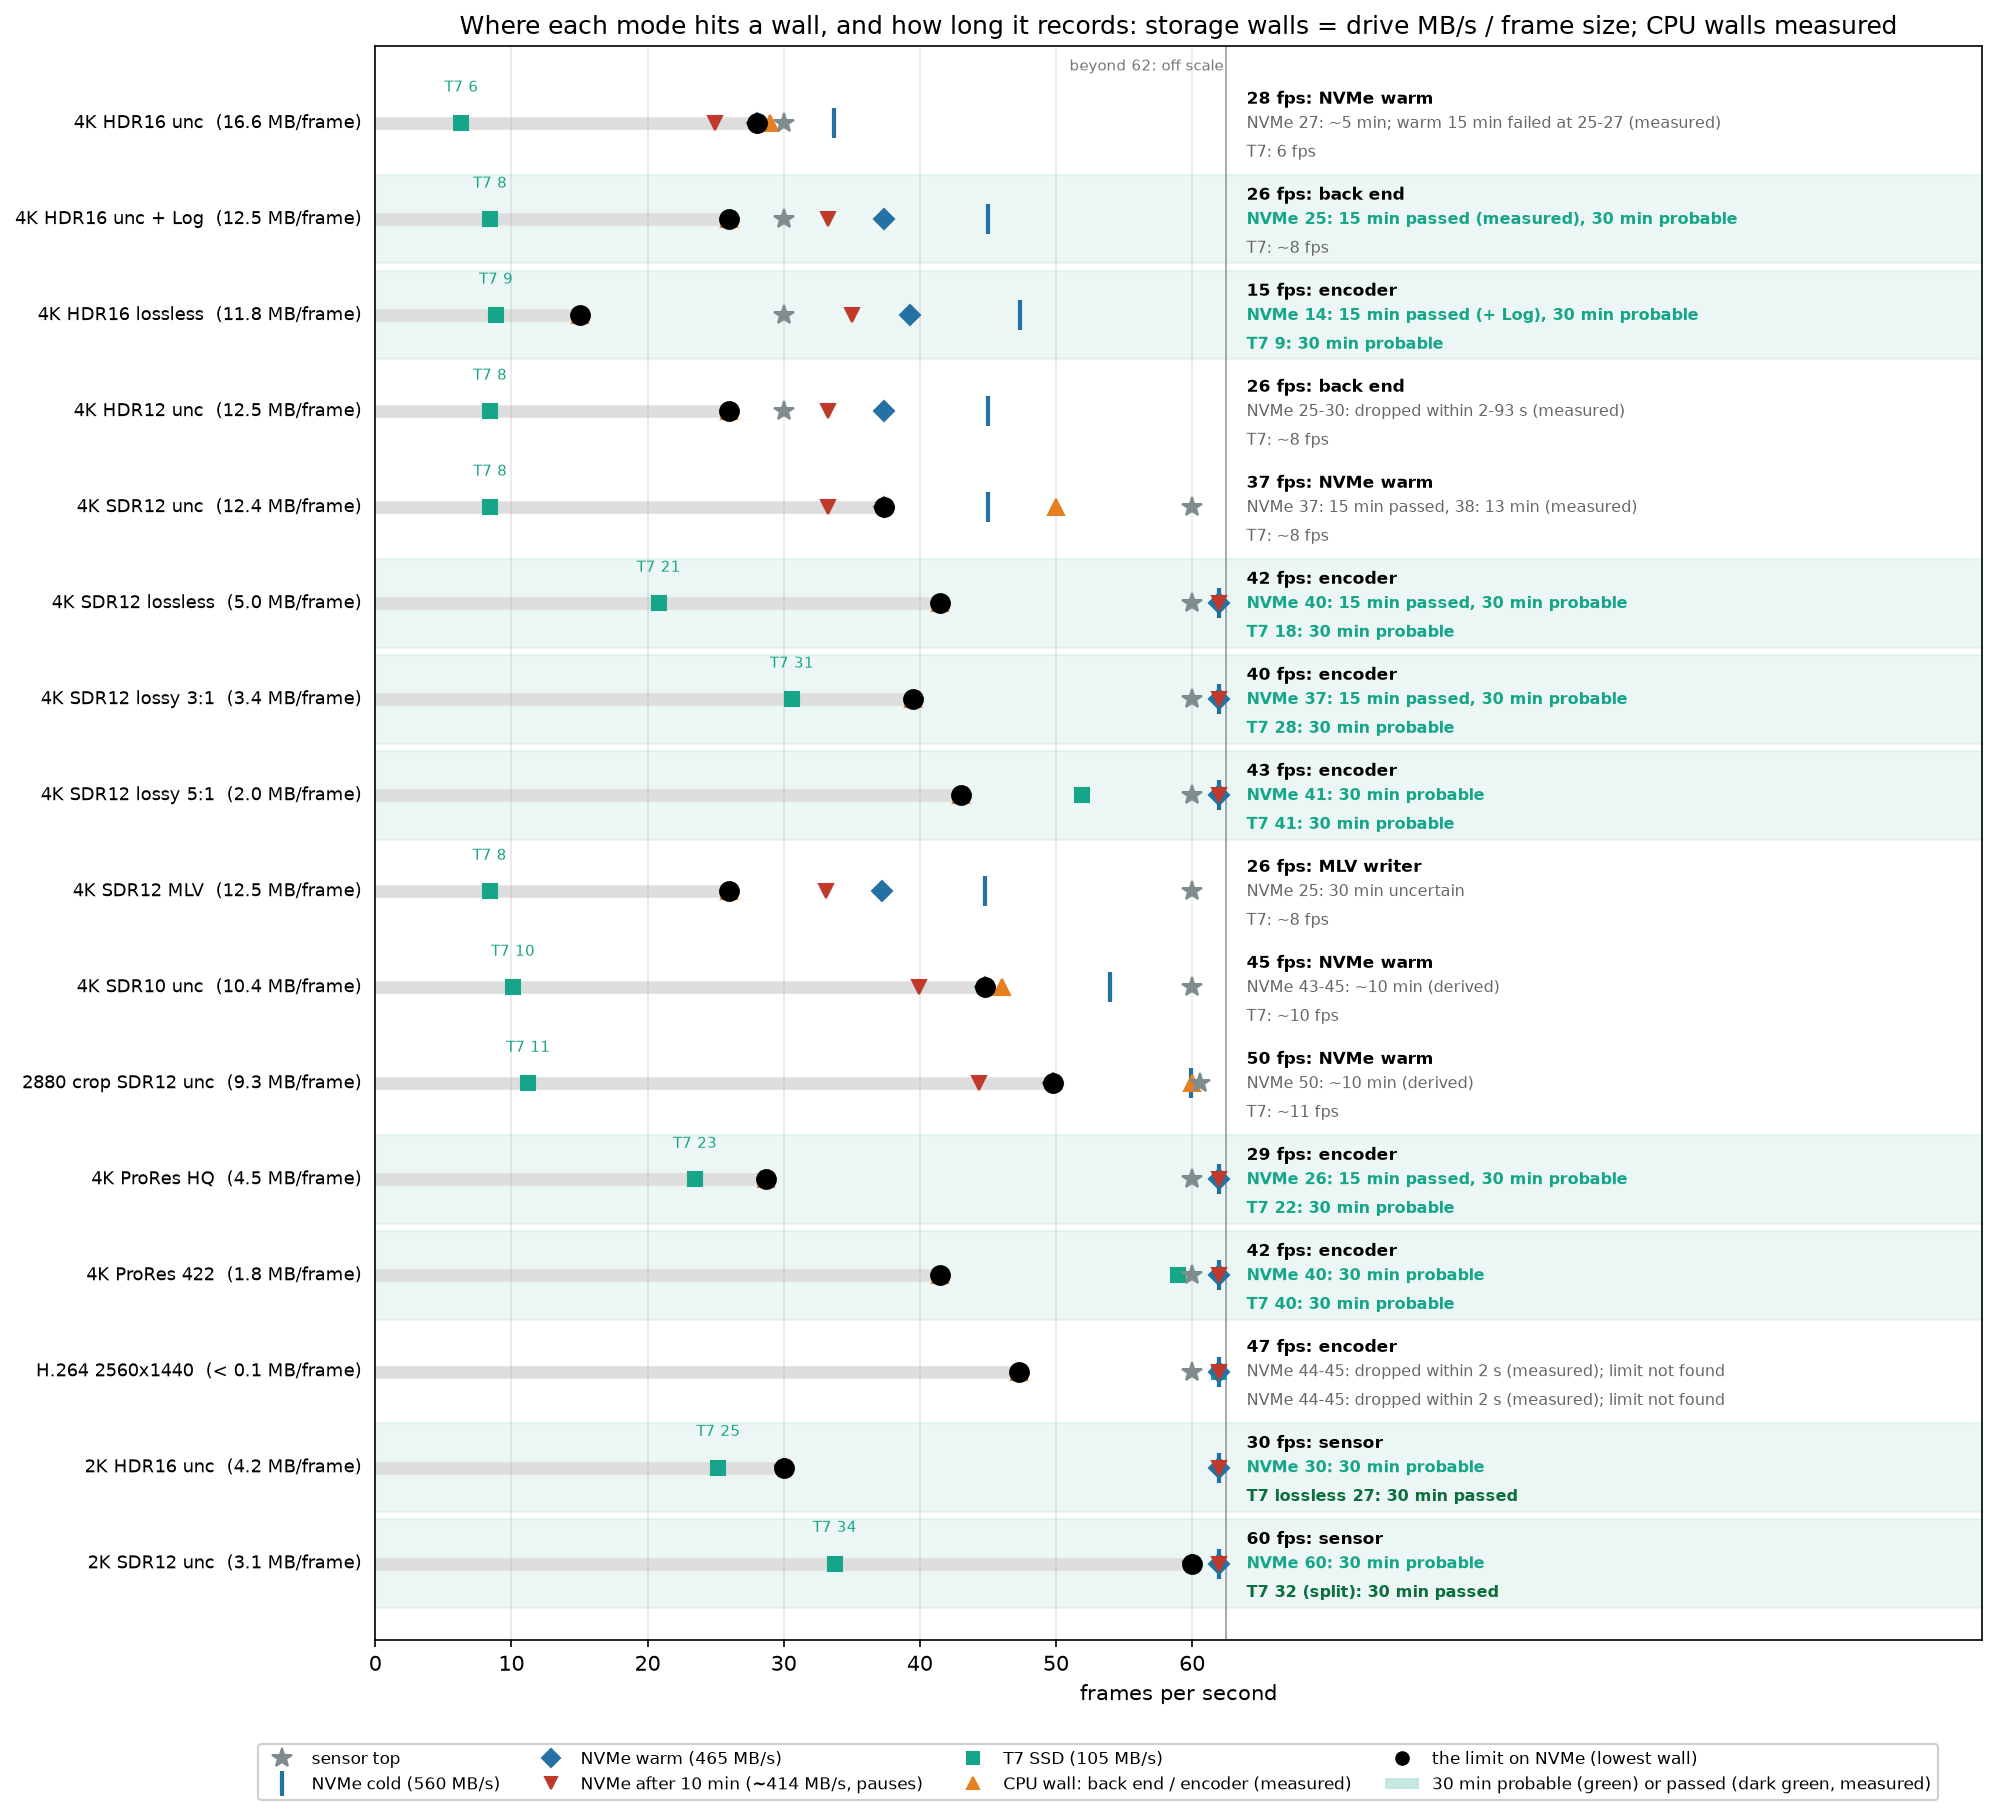 Where each mode hits a wall, and how long it records: storage walls = drive MB/s / frame size; CPU walls measured
beyond 62: off scale
4K HDR16 unc (16.6 MB/frame)
T7 6
28 fps: NVMe warm
NVMe 27: ~5 min; warm 15 min failed at 25-27 (measured)
T7: 6 fps
4K HDR16 unc + Log (12.5 MB/frame)
T7 8
26 fps: back end
NVMe 25: 15 min passed (measured), 30 min probable
T7: ~8 fps
4K HDR16 lossless (11.8 MB/frame)
T7 9
15 fps: encoder
NVMe 14: 15 min passed (+ Log), 30 min probable
T7 9: 30 min probable
4K HDR12 unc (12.5 MB/frame)
T7 8
26 fps: back end
NVMe 25-30: dropped within 2-93 s (measured)
T7: ~8 fps
4K SDR12 unc (12.4 MB/frame)
T7 8
37 fps: NVMe warm
NVMe 37: 15 min passed, 38: 13 min (measured)
T7: ~8 fps
4K SDR12 lossless (5.0 MB/frame)
T7 21
42 fps: encoder
NVMe 40: 15 min passed, 30 min probable
T7 18: 30 min probable
4K SDR12 lossy 3:1 (3.4 MB/frame)
T7 31
40 fps: encoder
NVMe 37: 15 min passed, 30 min probable
T7 28: 30 min probable
4K SDR12 lossy 5:1 (2.0 MB/frame)
43 fps: encoder
NVMe 41: 30 min probable
T7 41: 30 min probable
4K SDR12 MLV (12.5 MB/frame)
T7 8
26 fps: MLV writer
NVMe 25: 30 min uncertain
T7: ~8 fps
4K SDR10 unc (10.4 MB/frame)
T7 10
45 fps: NVMe warm
NVMe 43-45: ~10 min (derived)
T7: ~10 fps
2880 crop SDR12 unc (9.3 MB/frame)
T7 11
50 fps: NVMe warm
NVMe 50: ~10 min (derived)
T7: ~11 fps
4K ProRes HQ (4.5 MB/frame)
T7 23
29 fps: encoder
NVMe 26: 15 min passed, 30 min probable
T7 22: 30 min probable
4K ProRes 422 (1.8 MB/frame)
42 fps: encoder
NVMe 40: 30 min probable
T7 40: 30 min probable
H.264 2560x1440 (< 0.1 MB/frame)
47 fps: encoder
NVMe 44-45: dropped within 2 s (measured); limit not found
NVMe 44-45: dropped within 2 s (measured); limit not found
2K HDR16 unc (4.2 MB/frame)
T7 25
30 fps: sensor
NVMe 30: 30 min probable
T7 lossless 27: 30 min passed
2K SDR12 unc (3.1 MB/frame)
T7 34
60 fps: sensor
NVMe 60: 30 min probable
T7 32 (split): 30 min passed
0 10 20 30 40 50 60
frames per second
sensor top
NVMe cold (560 MB/s)
NVMe warm (465 MB/s)
NVMe after 10 min (~414 MB/s, pauses)
T7 SSD (105 MB/s)
CPU wall: back end / encoder (measured)
the limit on NVMe (lowest wall)
30 min probable (green) or passed (dark green, measured)